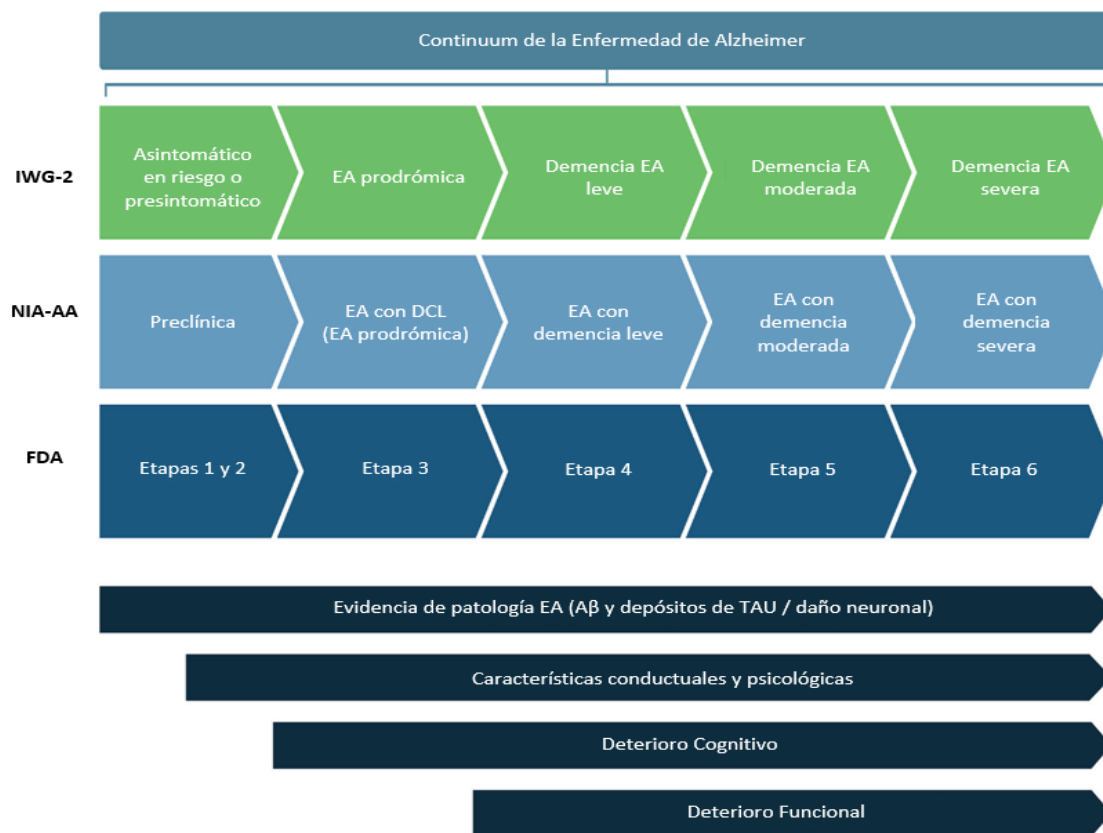 Continuum de la Enfermedad de Alzheimer
IWG-2
Asintomático
en riesgo o
presintomático
EA prodrómica
Demencia EA
leve
Demencia EA
moderada
Demencia EA
severa
NIA-AA
Preclínica
EA con DCL
(EA prodrómica)
EA con
demencia leve
EA con
demencia
moderada
EA con
demencia
severa
FDA
Etapas 1 y 2
Etapa 3
Etapa 4
Etapa 5
Etapa 6
Evidencia de patología EA (Aβ y depósitos de TAU / daño neuronal)
Características conductuales y psicológicas
Deterioro Cognitivo
Deterioro Funcional